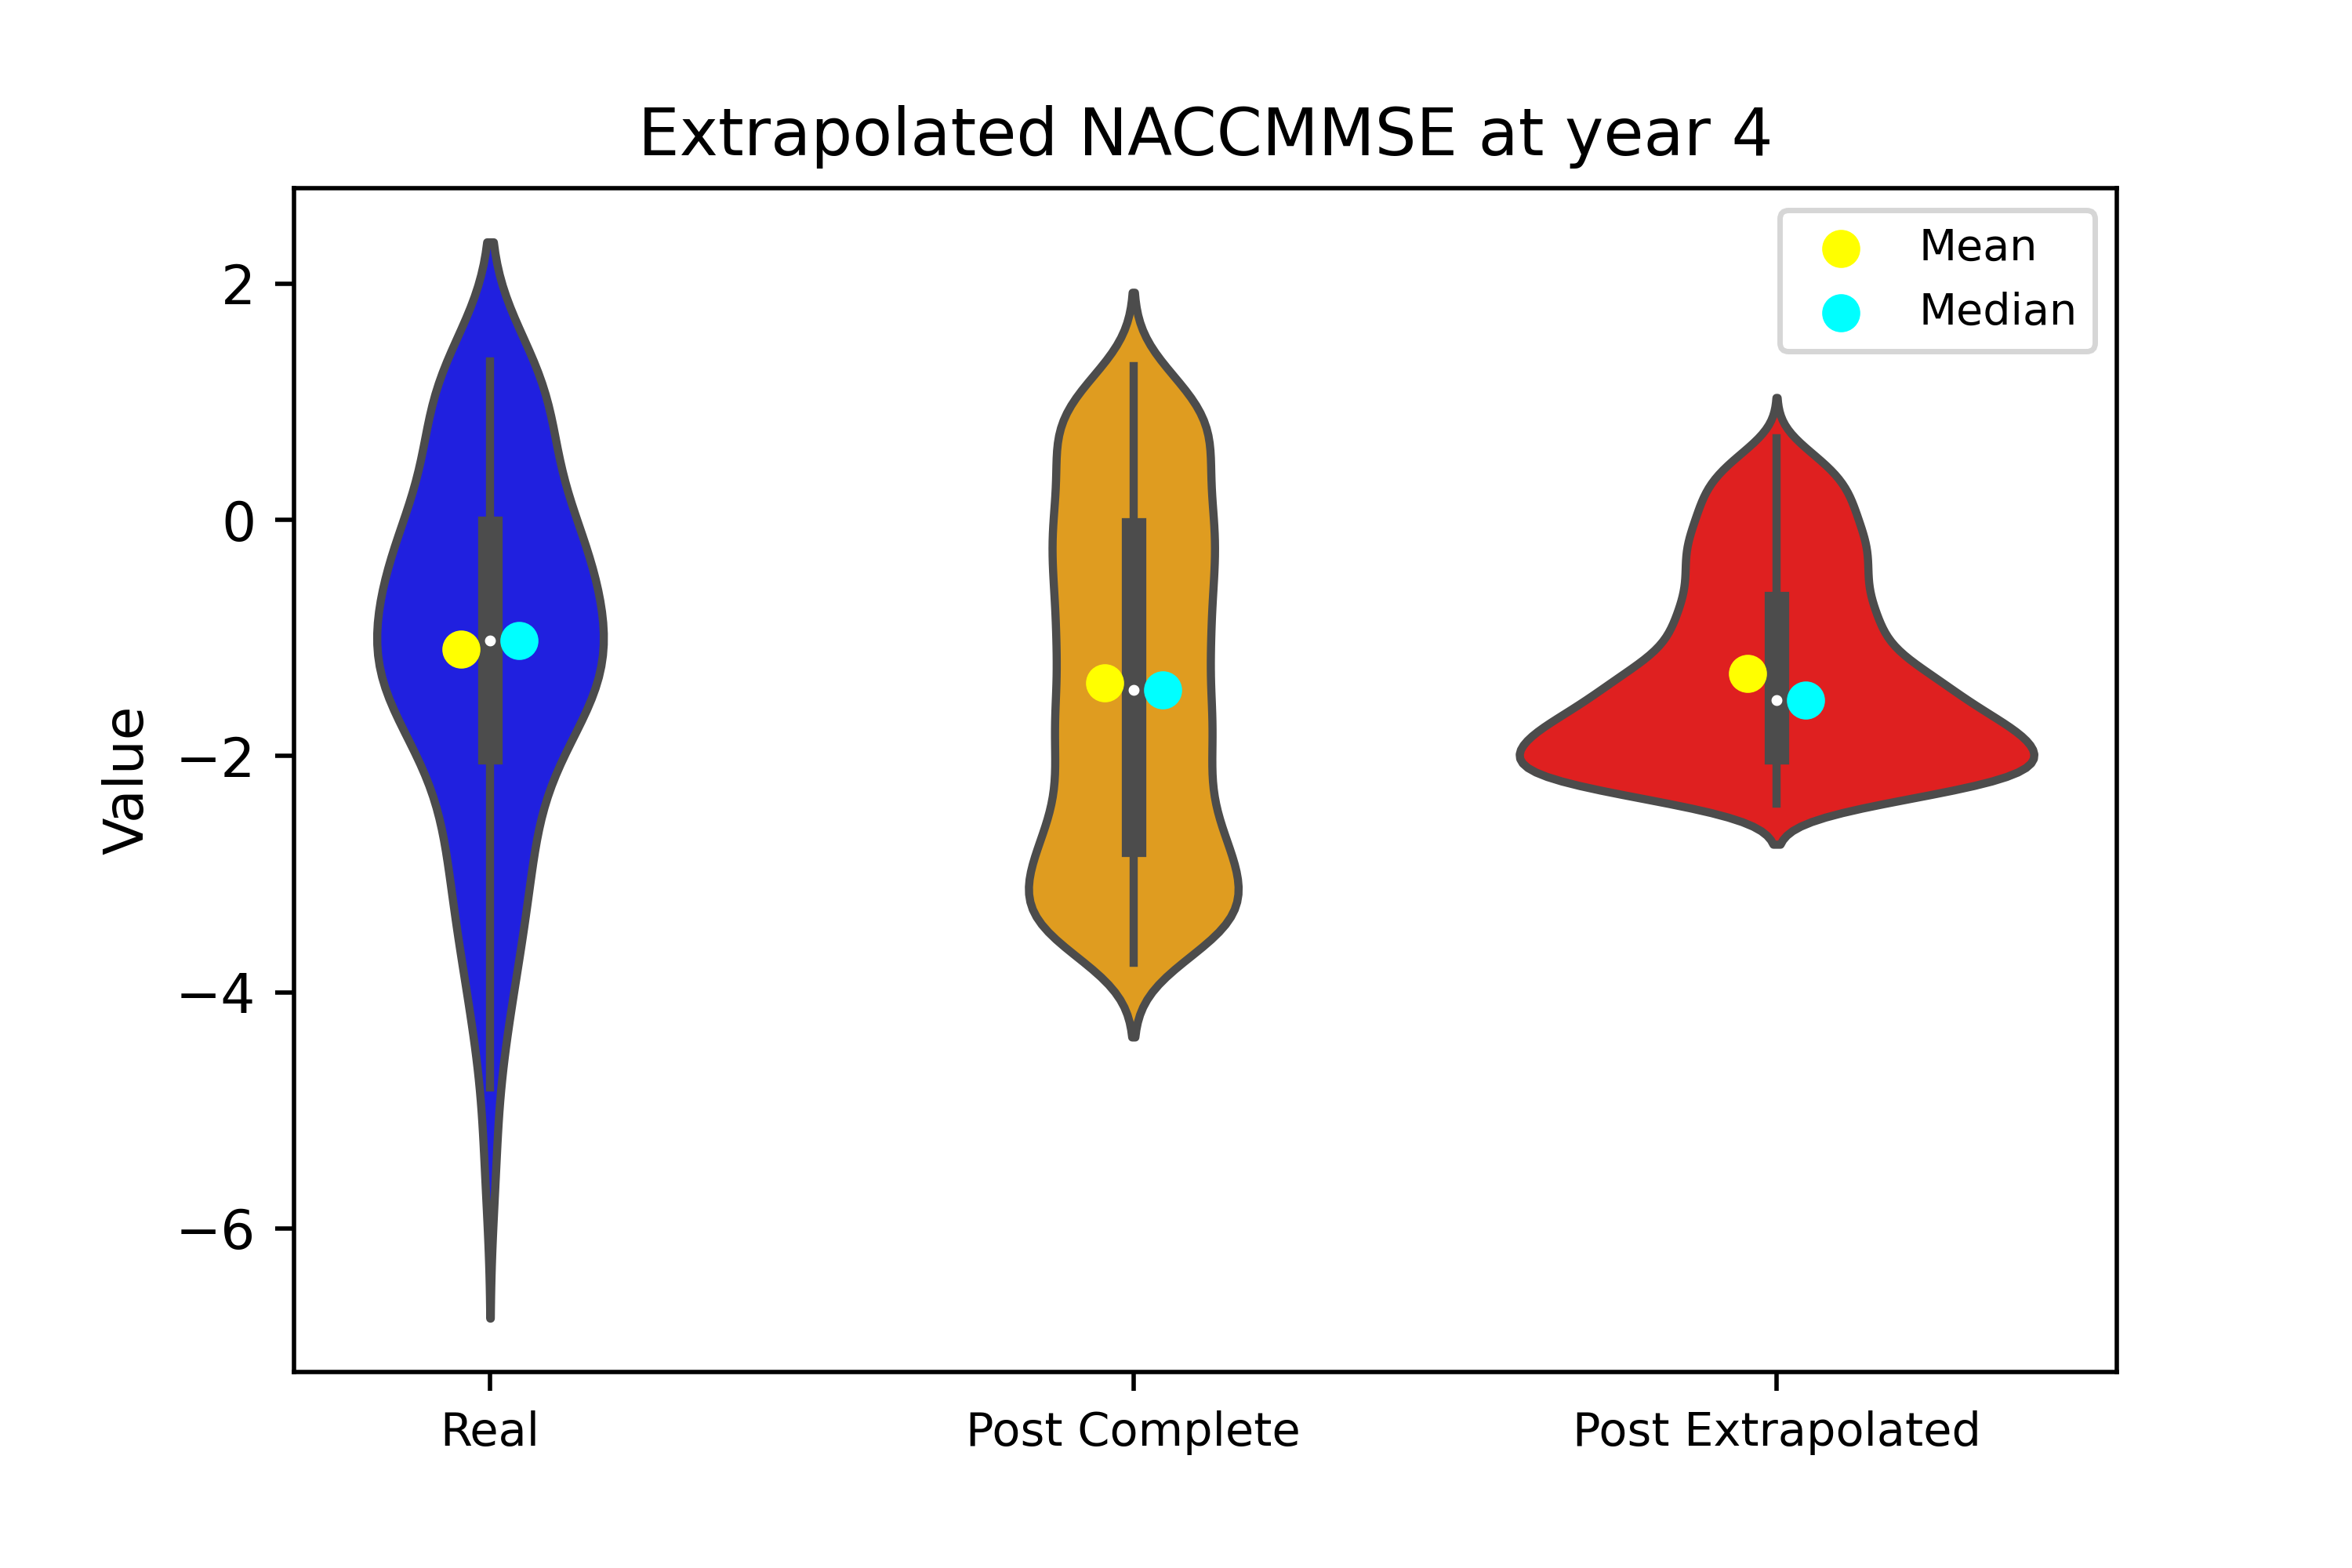 Extrapolated NACCMMSE at year 4
Mean
Median
Value
2
0
−2
−4
−6
Real
Post Complete
Post Extrapolated